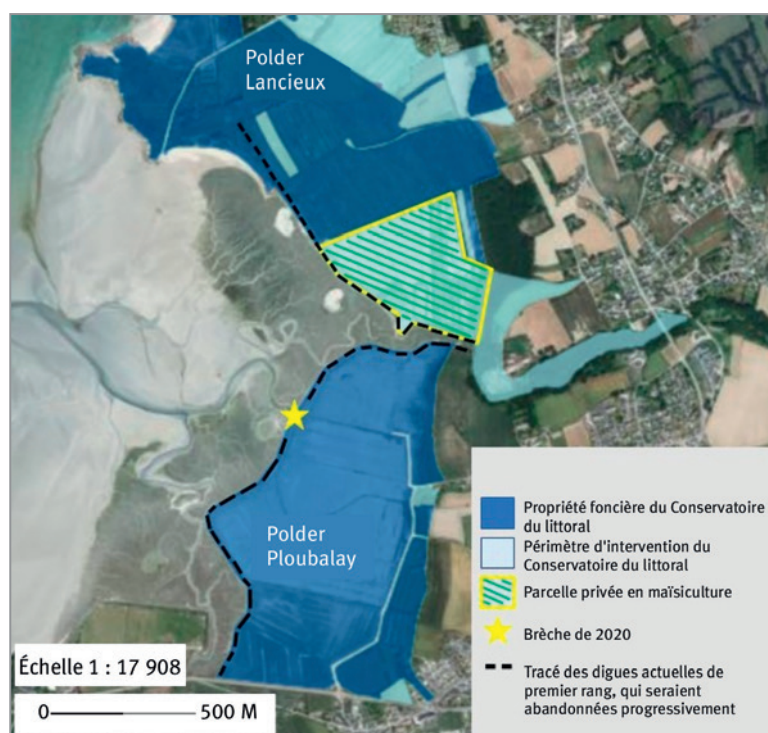 Polder
Lancieux
Polder
Ploubalay
Propriété foncière du Conservatoire
du littoral
Périmètre d'intervention du
Conservatoire du littoral
Parcelle privée en maïsiculture
Brèche de 2020
Tracé des digues actuelles de
premier rang, qui seraient
abandonnées progressivement
Échelle 1 : 17 908
0 500 M